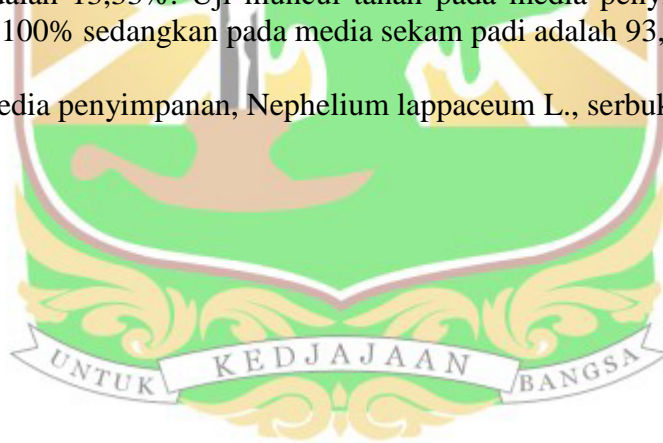 dalah 13,33%. Uji muncul tanah pada media peny
100% sedangkan pada media sekam padi adalah 93,
edia penyimpanan, Nephelium lappaceum L., serbuk
UNTUK KEDJAJAAN BANGSA